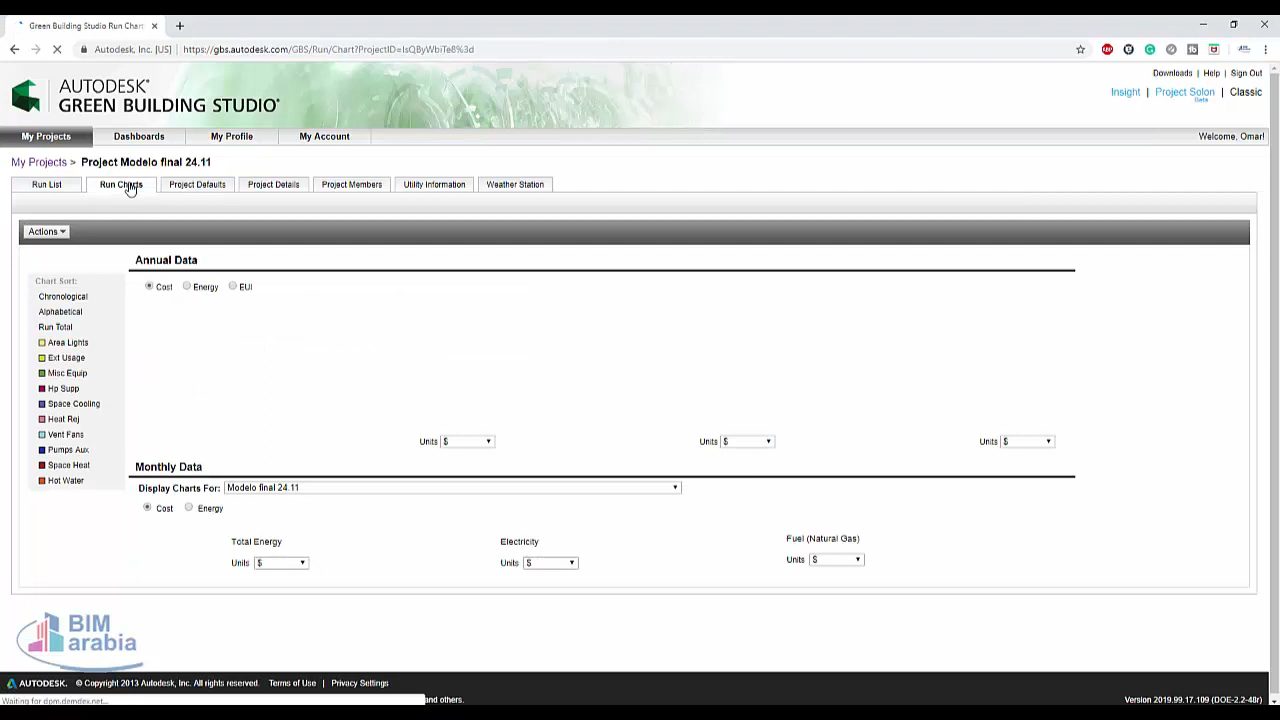 Green Building Studio Run Chart
Autodesk, Inc. [US] | https://gbs.autodesk.com/GBS/Run/Chart?ProjectID=IsQByWbiTe8%3d
AUTODESK®
GREEN BUILDING STUDIO®
Downloads | Help | Sign Out
Insight | Project Solon | Classic
Beta
My Projects Dashboards My Profile My Account Welcome, Omar!
My Projects > Project Modelo final 24.11
Run List Run Charts Project Defaults Project Details Project Members Utility Information Weather Station
Actions
Annual Data
Cost Energy EUI
Chart Sort:
Chronological
Alphabetical
Run Total
Area Lights
Ext Usage
Misc Equip
Hp Supp
Space Cooling
Heat Rej
Vent Fans
Pumps Aux
Space Heat
Hot Water
Units $ Units $ Units $
Monthly Data
Display Charts For: Modelo final 24.11
Cost Energy
Total Energy Electricity Fuel (Natural Gas)
Units $ Units $ Units $
BIM
arabia
AUTODESK. © Copyright 2013 Autodesk, Inc. All rights reserved. Terms of Use | Privacy Settings
Waiting for dpm.demdex.net... and others. Version 2019.99.17.109 (DOE-2.2-48r)